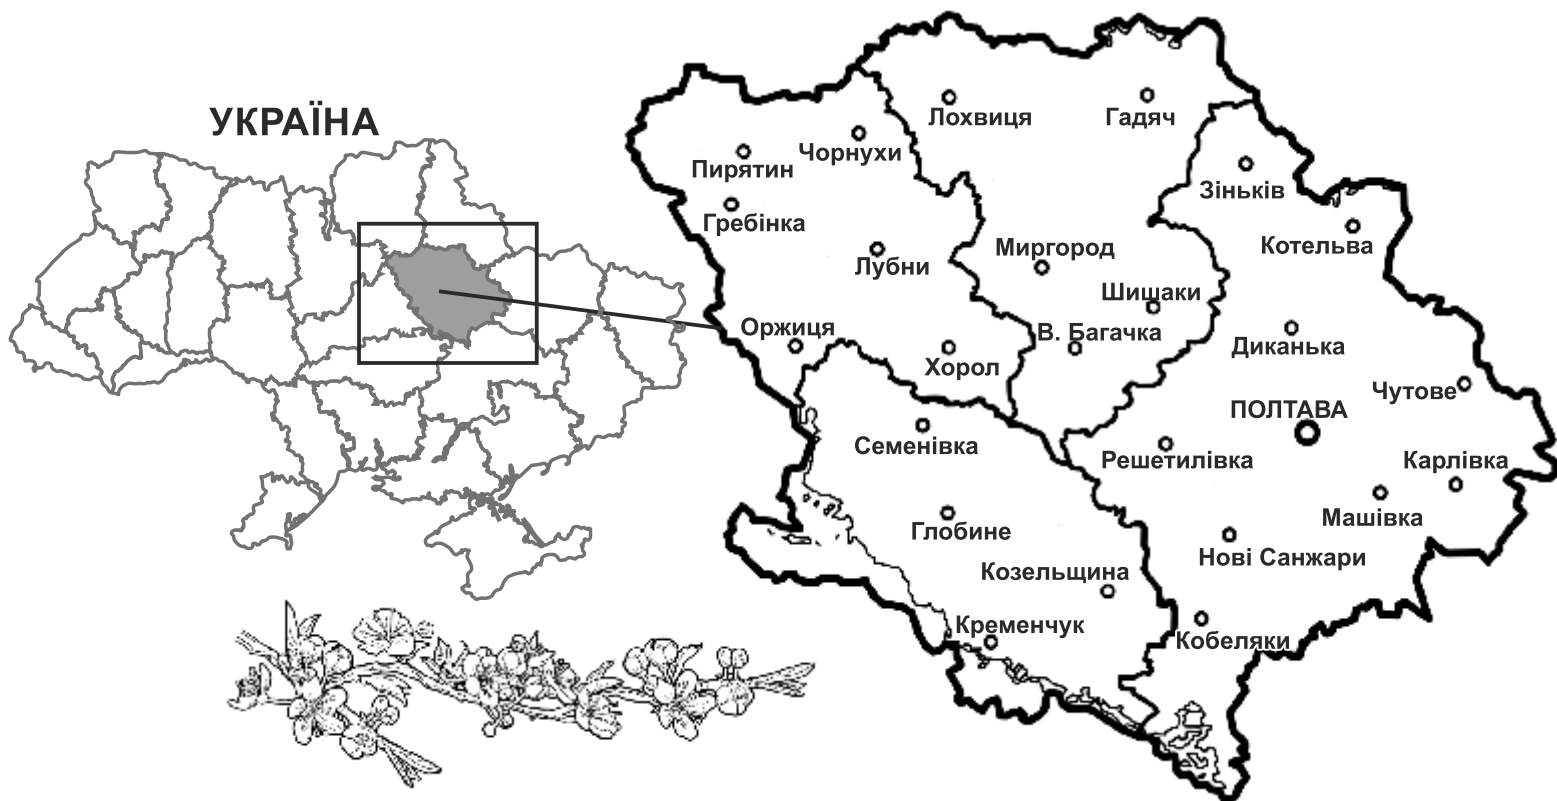 УКРАЇНА
Лохвиця
Гадяч
Чорнухи
Пирятин
Зіньків
Гребінка
Котельва
Миргород
Лубни
Шишаки
Оржиця
В. Багачка
Диканька
Хорол
Чутове
ПОЛТАВА
Семенівка
Решетилівка
Карлівка
Машівка
Глобине
Нові Санжари
Козельщина
Кременчук
Кобеляки